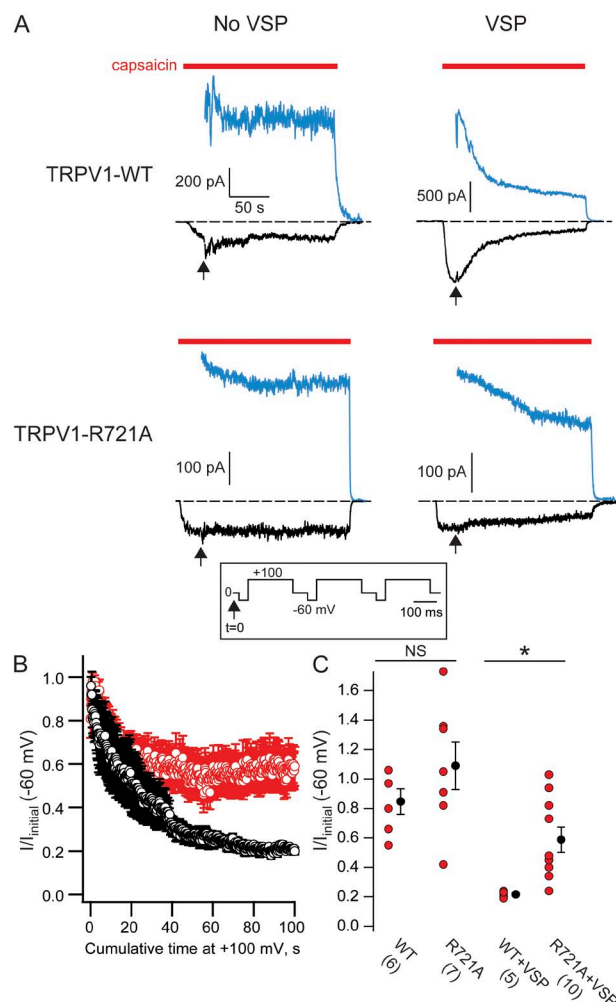 A
No VSP
VSP
capsaicin
TRPV1-WT
200 pA
50 s
500 pA
TRPV1-R721A
100 pA
100 pA
+100
0
-60 mV
100 ms
t=0
B
I/Iinitial (-60 mV)
1.0
0.8
0.6
0.4
0.2
0.0
0
20
40
60
80
100
Cumulative time at +100 mV, s
C
NS
*
I/Iinitial (-60 mV)
1.6
1.4
1.2
1.0
0.8
0.6
0.4
0.2
0.0
WT
(6)
R721A
(7)
WT+VSP
(5)
R721A+VSP
(10)